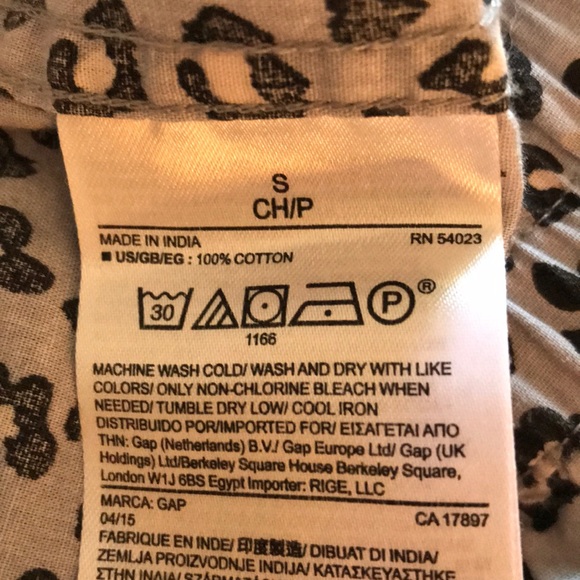 S
CH/P
MADE IN INDIA RN 54023
■ US/GB/EG : 100% COTTON
30 P ®
1166
MACHINE WASH COLD/ WASH AND DRY WITH LIKE
COLORS/ ONLY NON-CHLORINE BLEACH WHEN
NEEDED/ TUMBLE DRY LOW/ COOL IRON
DISTRIBUIDO POR/IMPORTED FOR/ ΕΙΣΑΓΕΤΑΙ ΑΠΟ
ΤΗΝ: Gap (Netherlands) B.V./ Gap Europe Ltd/ Gap (UK
Holdings) Ltd/Berkeley Square House Berkeley Square,
London W1J 6BS Egypt Importer: RIGE, LLC
MARCA: GAP
04/15 CA 17897
FABRIQUE EN INDE/ 印度製造/ DIBUAT DI INDIA/
ZEMLJA PROIZVODNJE INDIJA/ ΚΑΤΑΣΚΕΥΑΣΤΗΚΕ
ΣΤΗΝ ΙΝΔΙΑ/